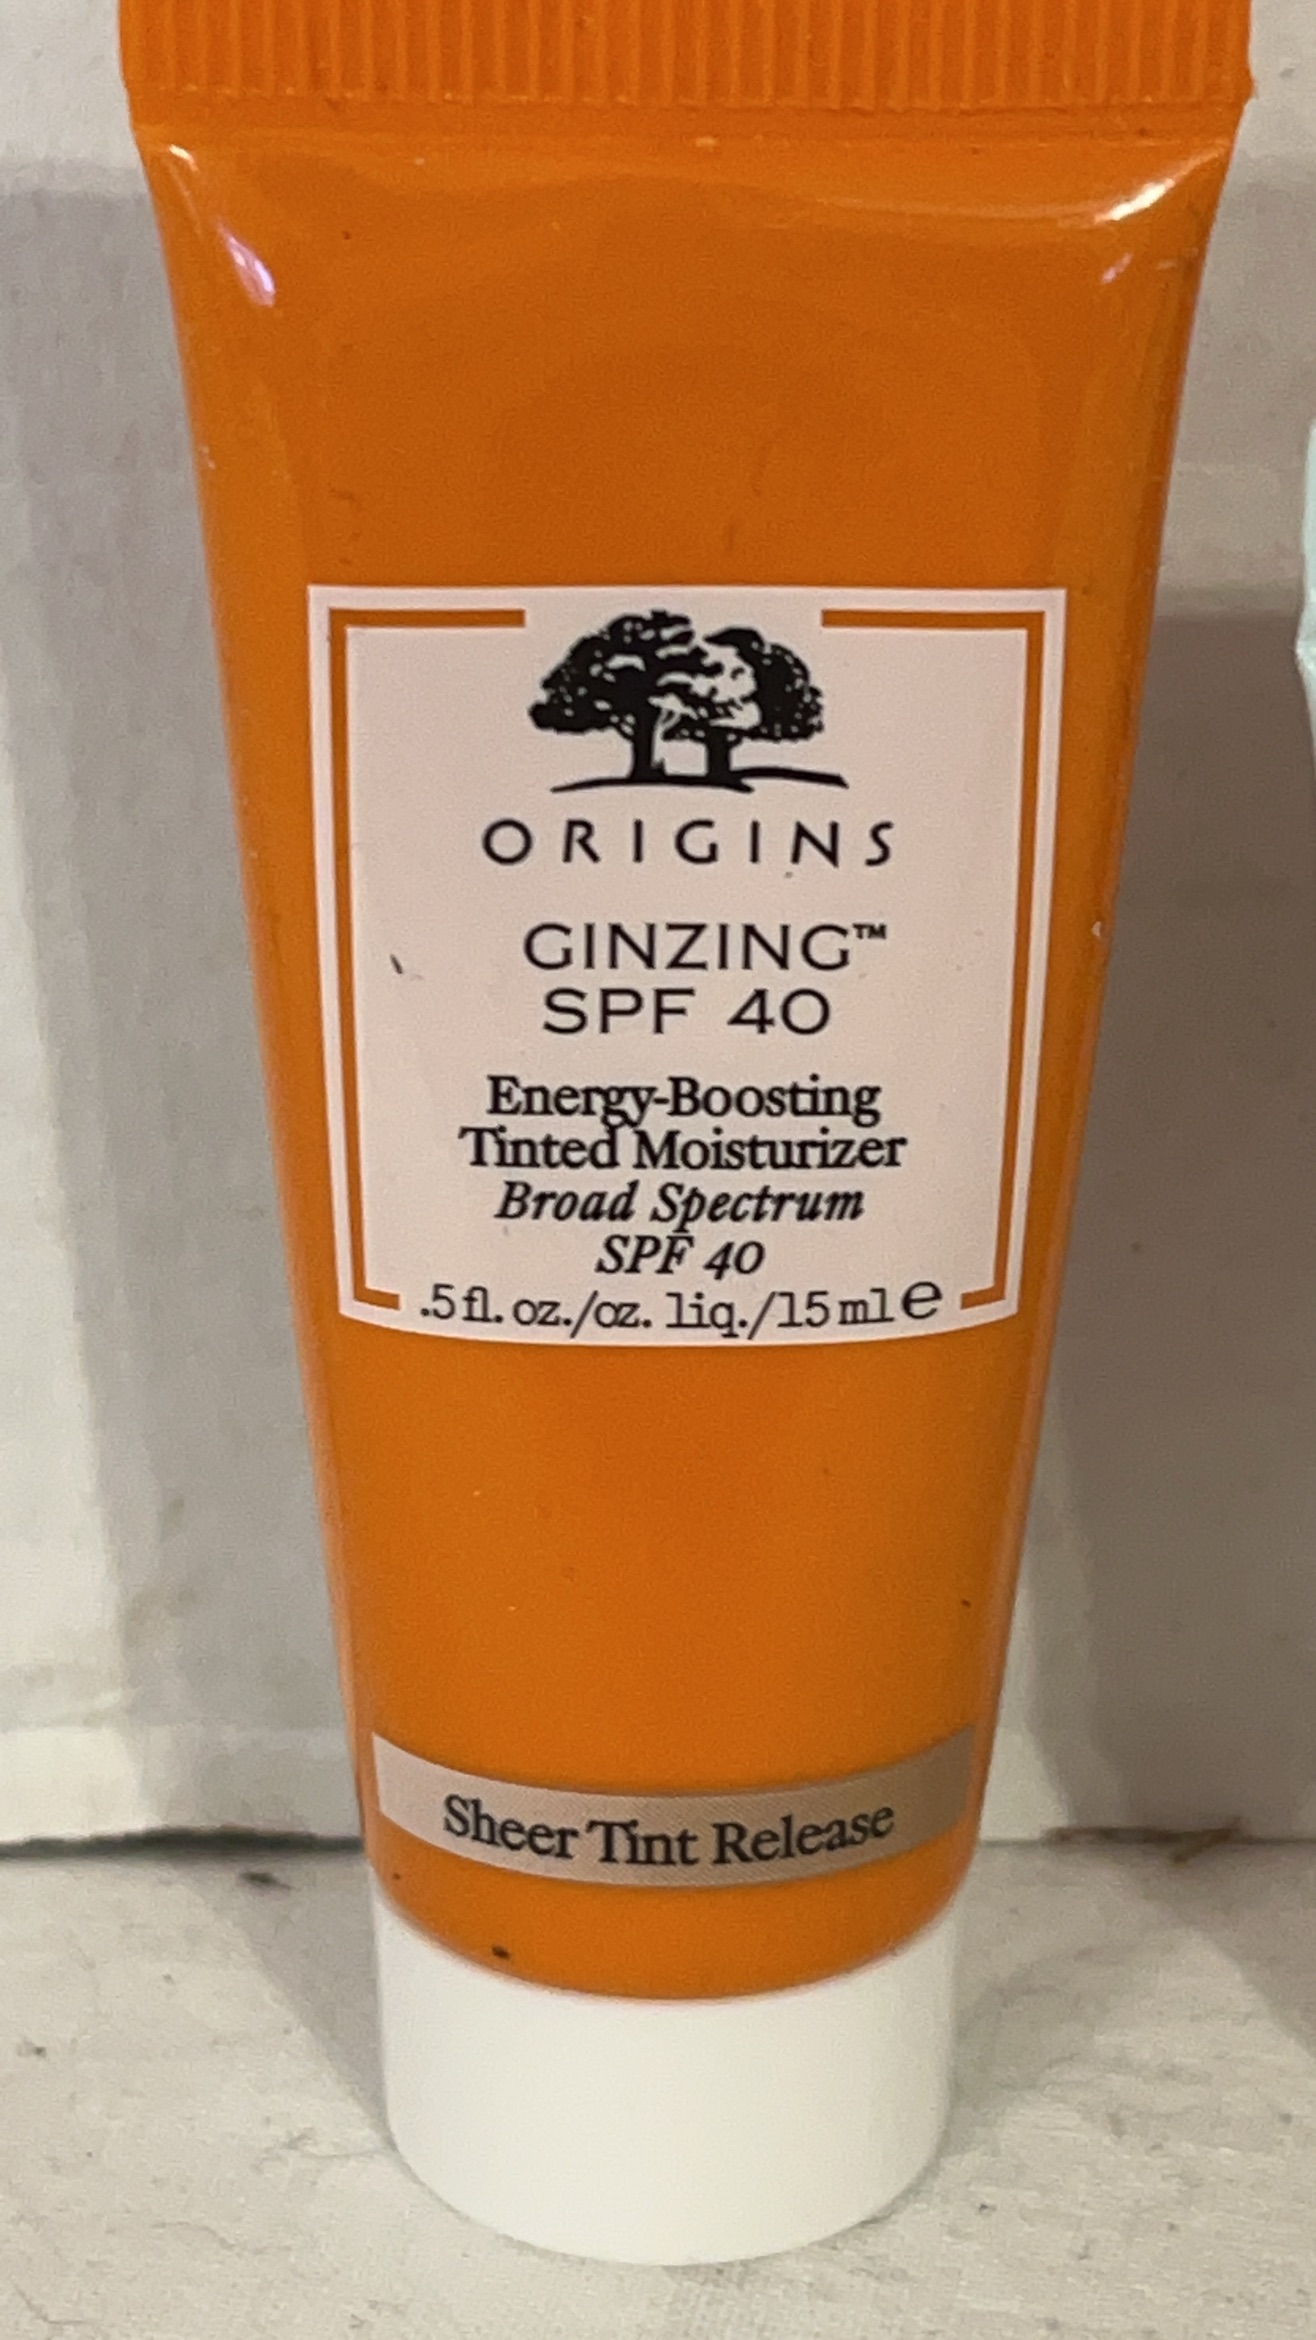 ORIGINS
GINZING™
SPF 40
Energy-Boosting
Tinted Moisturizer
Broad Spectrum
SPF 40
.5 fl. oz./oz. liq./15 ml e
Sheer Tint Release